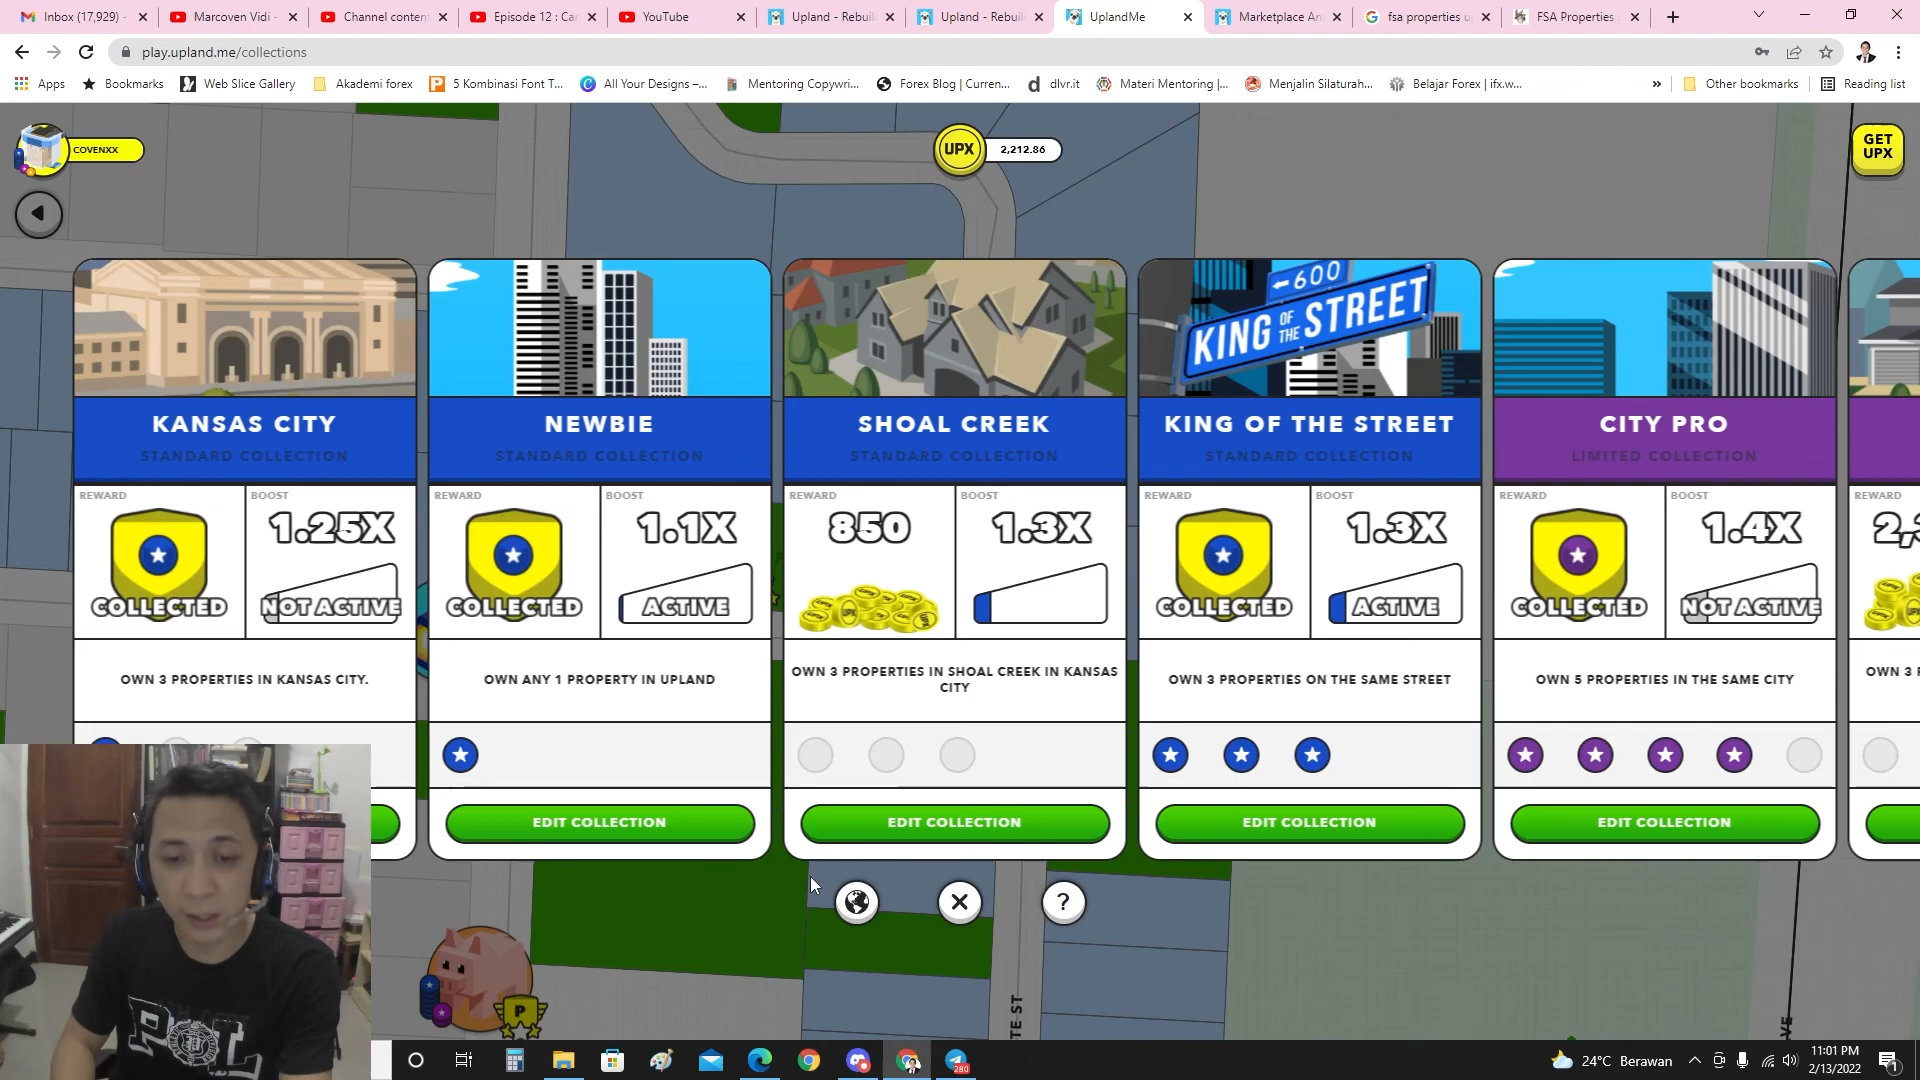 Inbox (17,929) -
Marcoven Vidi -
Channel content
Episode 12 : Ca
YouTube
Upland - Rebuil
Upland - Rebuil
UplandMe
Marketplace An
fsa properties u
FSA Properties
play.upland.me/collections
Apps
Bookmarks
Web Slice Gallery
Akademi forex
5 Kombinasi Font T...
All Your Designs –...
Mentoring Copywri...
Forex Blog | Curren...
dlvr.it
Materi Mentoring |...
Menjalin Silaturah...
Belajar Forex | ifx.w...
»
Other bookmarks
Reading list
COVENXX
UPX
2,212.86
GET
UPX
600
KING OF THE STREET
KANSAS CITY
STANDARD COLLECTION
REWARD
COLLECTED
BOOST
1.25X
NOT ACTIVE
OWN 3 PROPERTIES IN KANSAS CITY.
NEWBIE
STANDARD COLLECTION
REWARD
COLLECTED
BOOST
1.1X
ACTIVE
OWN ANY 1 PROPERTY IN UPLAND
EDIT COLLECTION
SHOAL CREEK
STANDARD COLLECTION
REWARD
850
BOOST
1.3X
OWN 3 PROPERTIES IN SHOAL CREEK IN KANSAS
CITY
EDIT COLLECTION
KING OF THE STREET
STANDARD COLLECTION
REWARD
COLLECTED
BOOST
1.3X
ACTIVE
OWN 3 PROPERTIES ON THE SAME STREET
EDIT COLLECTION
CITY PRO
LIMITED COLLECTION
REWARD
COLLECTED
BOOST
1.4X
NOT ACTIVE
OWN 5 PROPERTIES IN THE SAME CITY
EDIT COLLECTION
REWARD
OWN 3
?
P
TE ST
VE
280
24°C Berawan
11:01 PM
2/13/2022
1